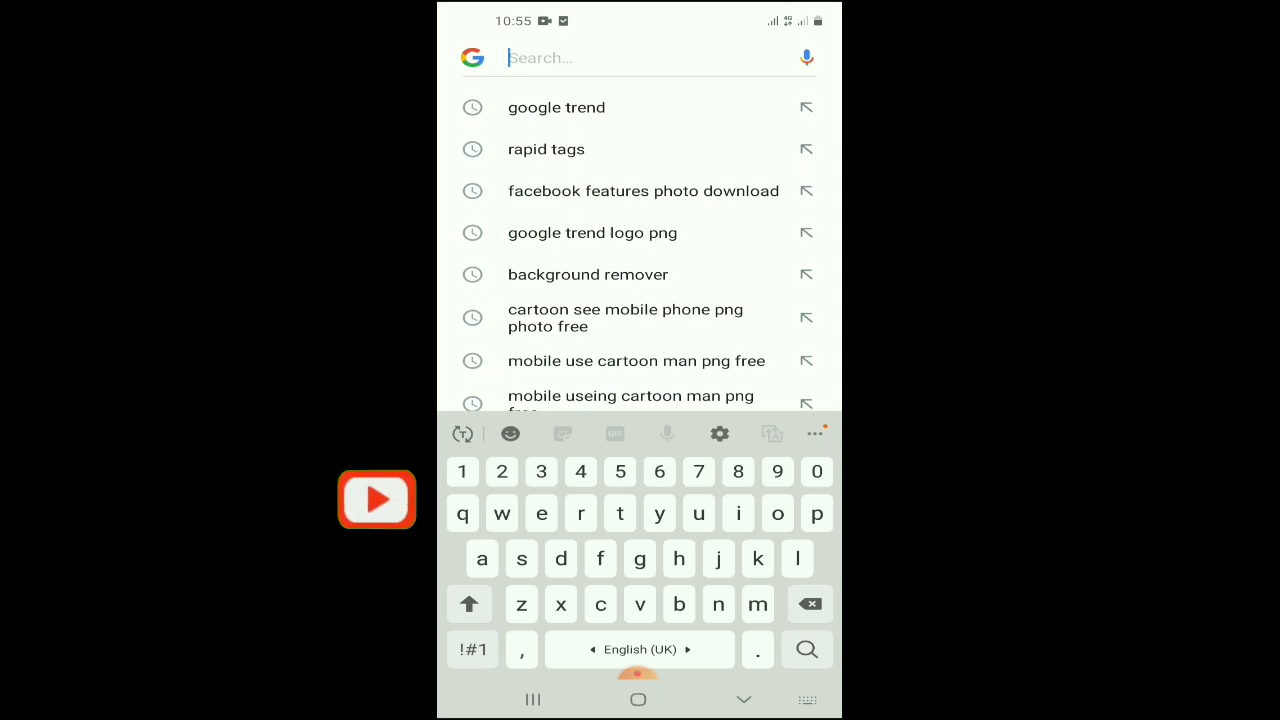 10:55
4G
Search...
google trend
rapid tags
facebook features photo download
google trend logo png
background remover
cartoon see mobile phone png
photo free
mobile use cartoon man png free
mobile useing cartoon man png
free
T GIF
1 2 3 4 5 6 7 8 9 0
q w e r t y u i o p
a s d f g h j k l
z x c v b n m
!#1 , English (UK) .